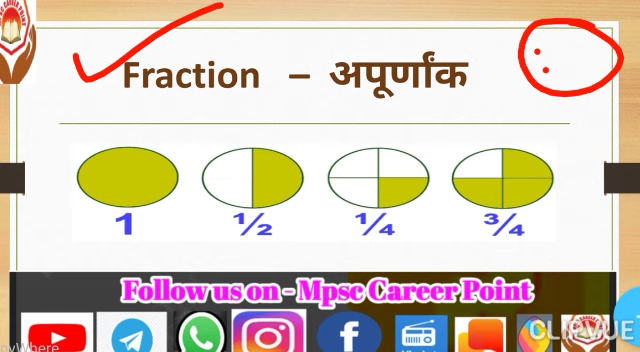 Fraction – अपूर्णांक
1 ½ ¼ ¾
Follow us on - Mpsc Career Point
CLIPVUE